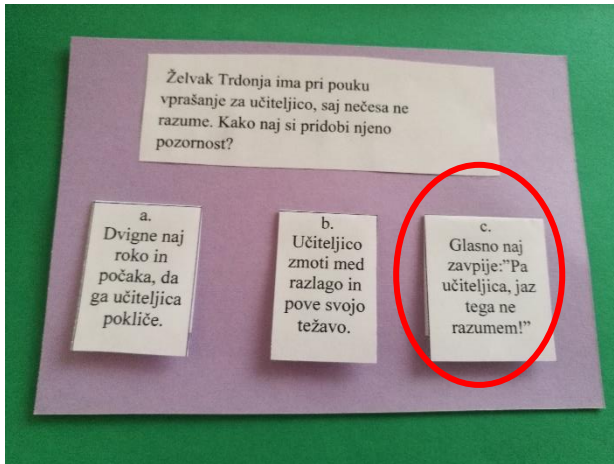 Želvak Trdonja ima pri pouku
vprašanje za učiteljico, saj nečesa ne
razume. Kako naj si pridobi njeno
pozornost?
a.
Dvigne naj
roko in
počaka, da
ga učiteljica
pokliče.
b.
Učiteljico
zmoti med
razlago in
pove svojo
težavo.
c.
Glasno naj
zavpije:”Pa
učiteljica, jaz
tega ne
razumem!”